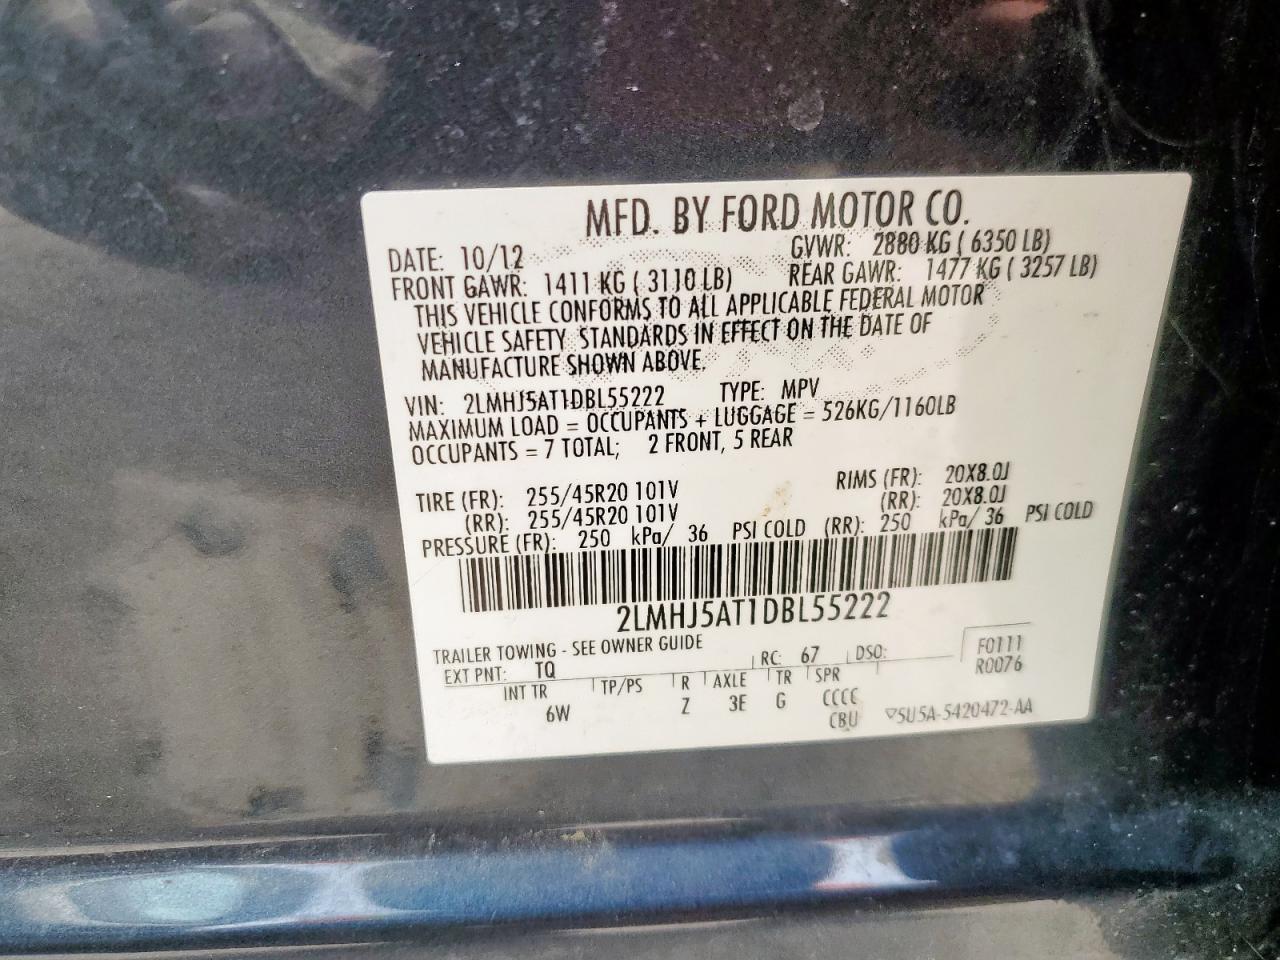 MFD. BY FORD MOTOR CO.
DATE: 10/12 GVWR: 2880 KG ( 6350 LB)
FRONT GAWR: 1411 KG ( 3110 LB) REAR GAWR: 1477 KG ( 3257 LB)
THIS VEHICLE CONFORMS TO ALL APPLICABLE FEDERAL MOTOR
VEHICLE SAFETY STANDARDS IN EFFECT ON THE DATE OF
MANUFACTURE SHOWN ABOVE.
VIN: 2LMHJ5AT1DBL55222 TYPE: MPV
MAXIMUM LOAD = OCCUPANTS + LUGGAGE = 526KG/1160LB
OCCUPANTS = 7 TOTAL; 2 FRONT, 5 REAR
TIRE (FR): 255/45R20 101V RIMS (FR): 20X8.0J
(RR): 255/45R20 101V (RR): 20X8.0J
PRESSURE (FR): 250 kPa/ 36 PSI COLD (RR): 250 kPa/ 36 PSI COLD
2LMHJ5AT1DBL55222
TRAILER TOWING - SEE OWNER GUIDE
EXT PNT: TQ RC: 67 DSO: F0111
R0076
INT TR TP/PS R AXLE TR SPR
6W Z 3E G CCCC
CBU ▽5U5A-5420472-AA